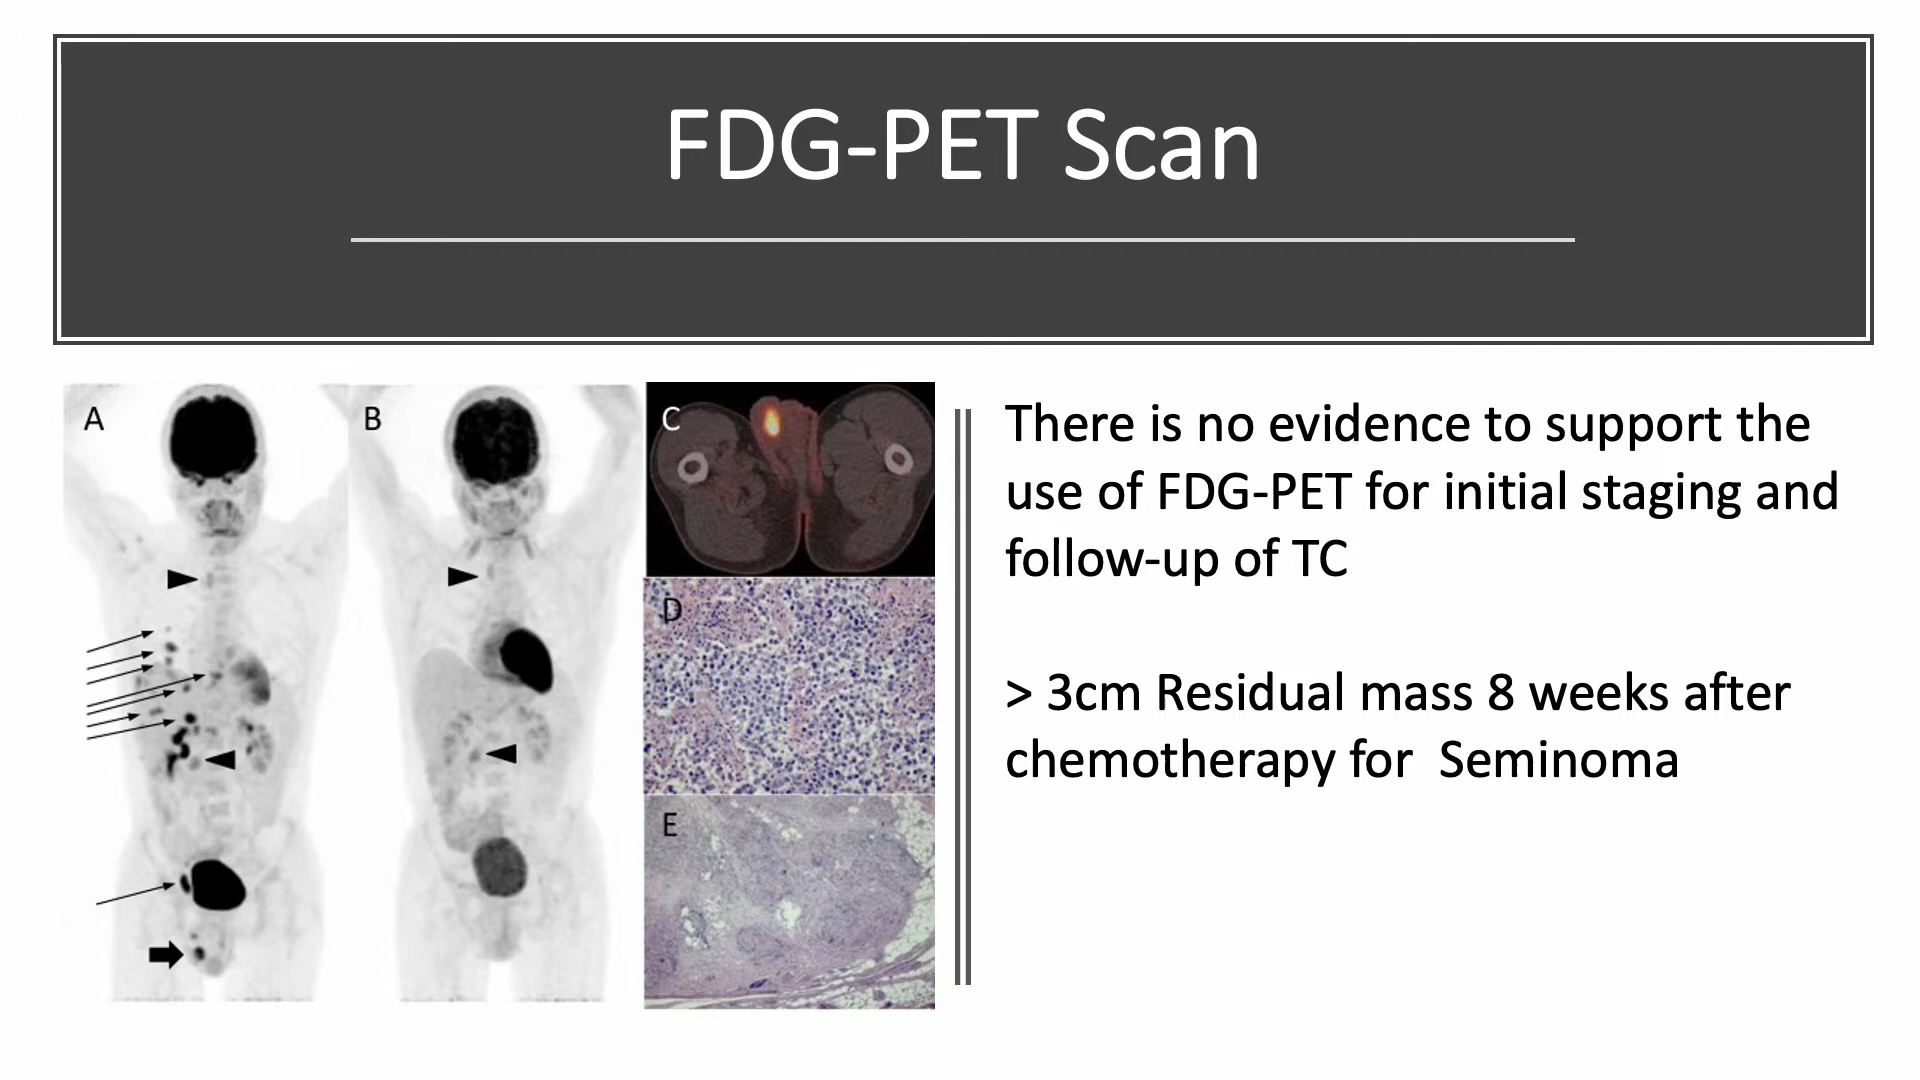 FDG-PET Scan
A
B
C
D
E
There is no evidence to support the
use of FDG-PET for initial staging and
follow-up of TC
> 3cm Residual mass 8 weeks after
chemotherapy for  Seminoma